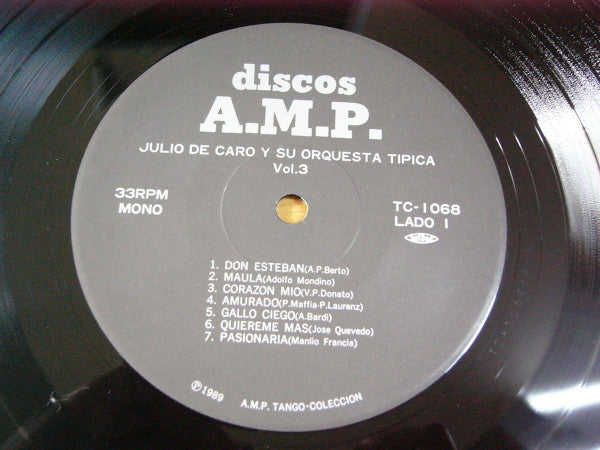 discos
A.M.P.
JULIO DE CARO Y SU ORQUESTA TIPICA
Vol.3
33RPM
MONO
TC-1068
LADO 1
1. DON ESTEBAN(A.P.Berto)
2. MAULA(Adolfo Mondino)
3. CORAZON MIO(V.P.Donato)
4. AMURADO(P.Maffia-P.Laurenz)
5. GALLO CIEGO(A.Bardi)
6. QUIEREME MAS(Jose Quevedo)
7. PASIONARIA(Manlio Francia)
Ⓟ1989
A.M.P. TANGO-COLECCION